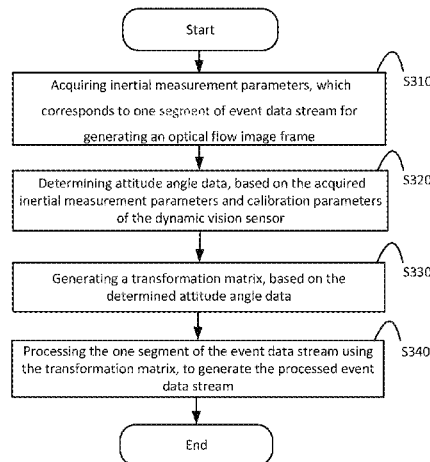 Start
Acquiring inertial measurement parameters, which
corresponds to one segment of event data stream for
generating an optical flow image frame
S310
Determining attitude angle data, based on the acquired
inertial measurement parameters and calibration parameters
of the dynamic vision sensor
S320
Generating a transformation matrix, based on the
determined attitude angle data
S330
Processing the one segment of the event data stream using
the transformation matrix, to generate the processed event
data stream
S340
End